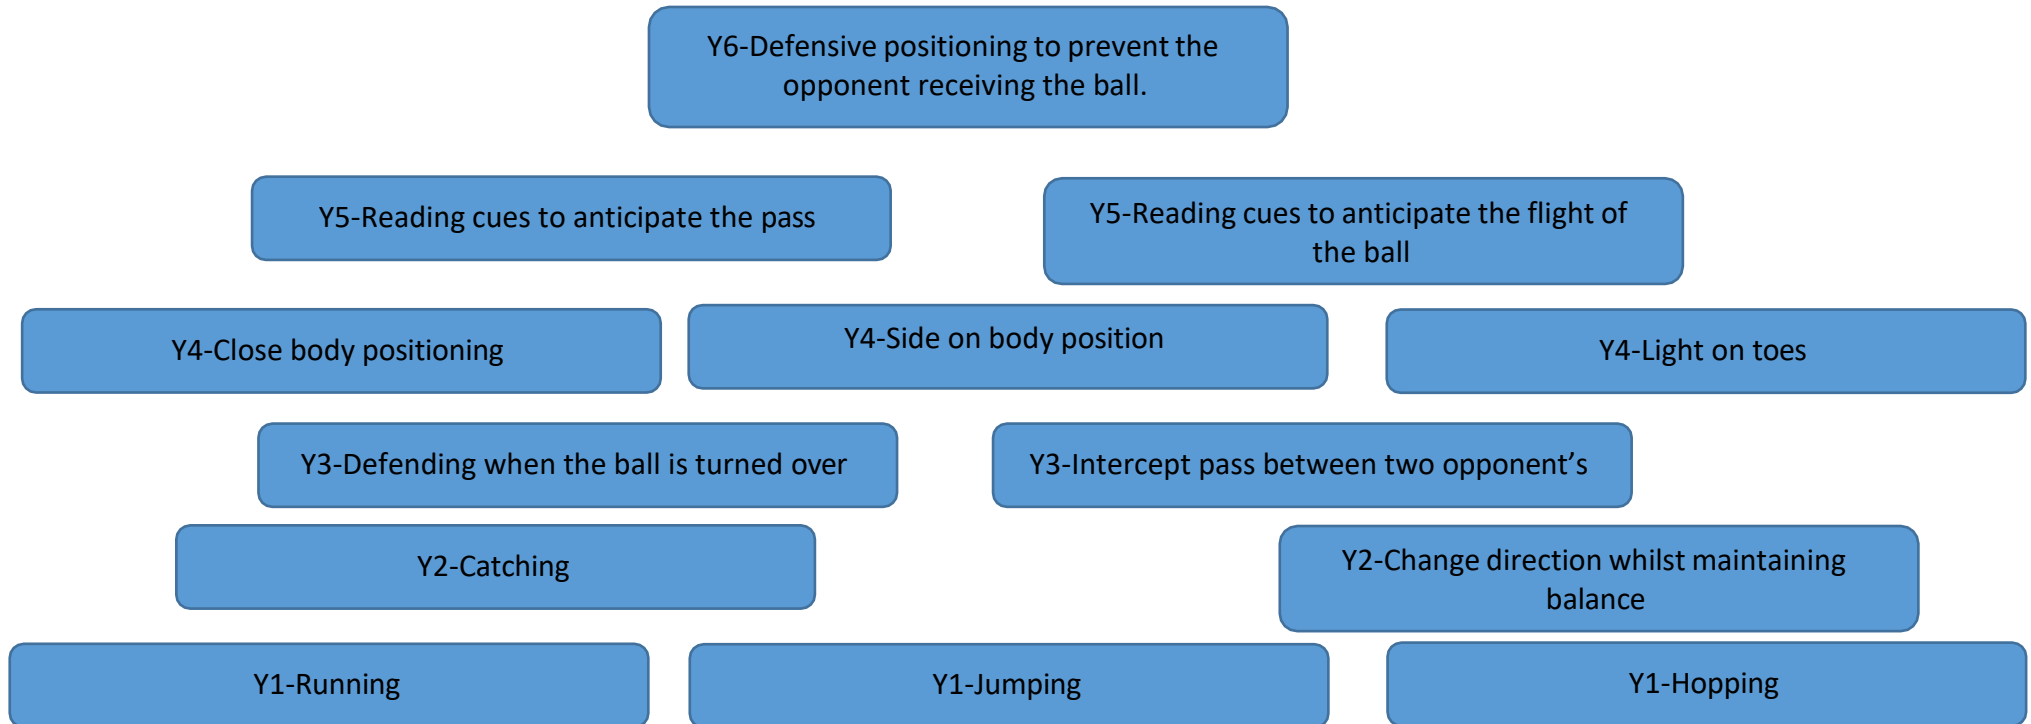 Y6-Defensive positioning to prevent the
opponent receiving the ball.
Y5-Reading cues to anticipate the pass
Y5-Reading cues to anticipate the flight of
the ball
Y4-Close body positioning
Y4-Side on body position
Y4-Light on toes
Y3-Defending when the ball is turned over
Y3-Intercept pass between two opponent’s
Y2-Catching
Y2-Change direction whilst maintaining
balance
Y1-Running
Y1-Jumping
Y1-Hopping